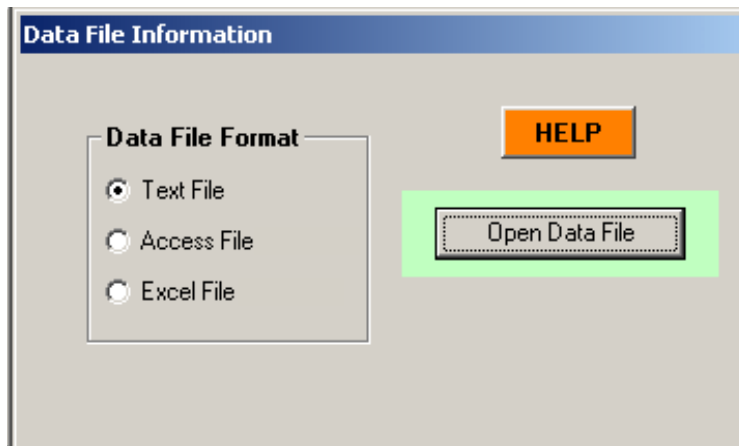 Data File Information
Data File Format
Text File
Access File
Excel File
HELP
Open Data File